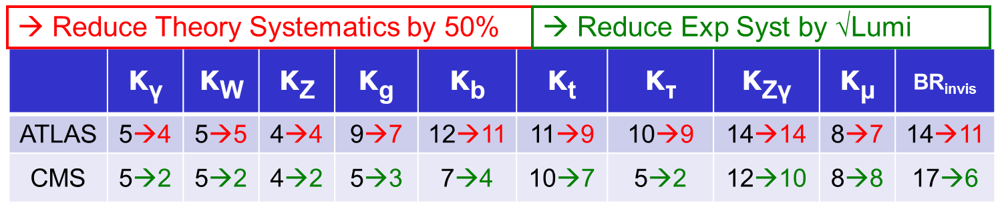 → Reduce Theory Systematics by 50% → Reduce Exp Syst by √Lumi
κγ κW κZ κg κb κt κτ κZγ κμ BRinvis
ATLAS 5→4 5→5 4→4 9→7 12→11 11→9 10→9 14→14 8→7 14→11
CMS 5→2 5→2 4→2 5→3 7→4 10→7 5→2 12→10 8→8 17→6